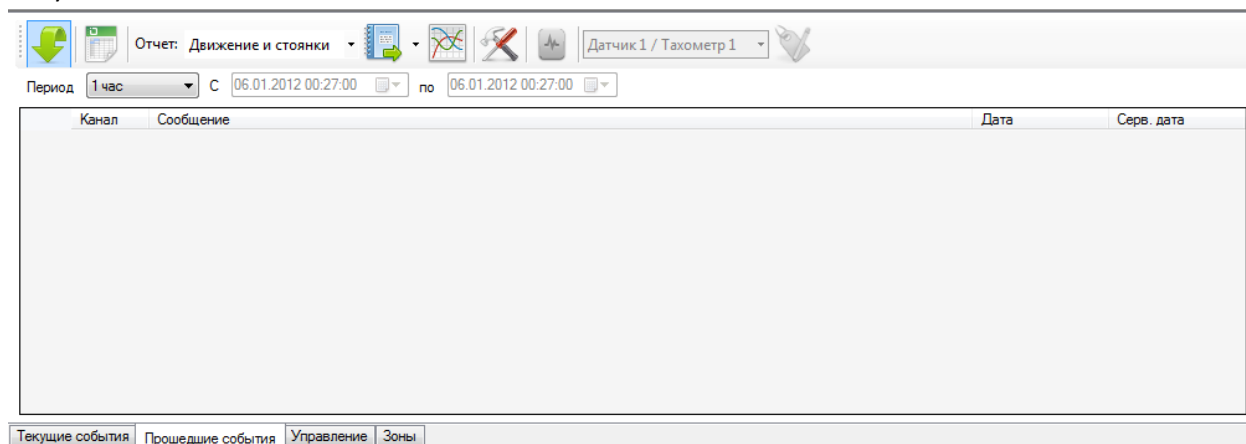 Отчет: Движение и стоянки Датчик 1 / Тахометр 1
Период 1 час С 06.01.2012 00:27:00 по 06.01.2012 00:27:00
Канал Сообщение Дата Серв. дата
Текущие события Прошедшие события Управление Зоны